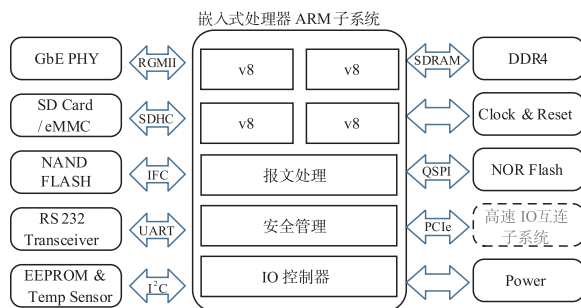 嵌入式处理器 ARM 子系统
GbE PHY
RGMII
v8
v8
SDRAM
DDR4
SD Card
/eMMC
SDHC
v8
v8
Clock & Reset
NAND
FLASH
IFC
报文处理
QSPI
NOR Flash
RS 232
Transceiver
UART
安全管理
PCIe
高速 IO互连
子系统
EEPROM &
Temp Sensor
I²C
IO 控制器
Power